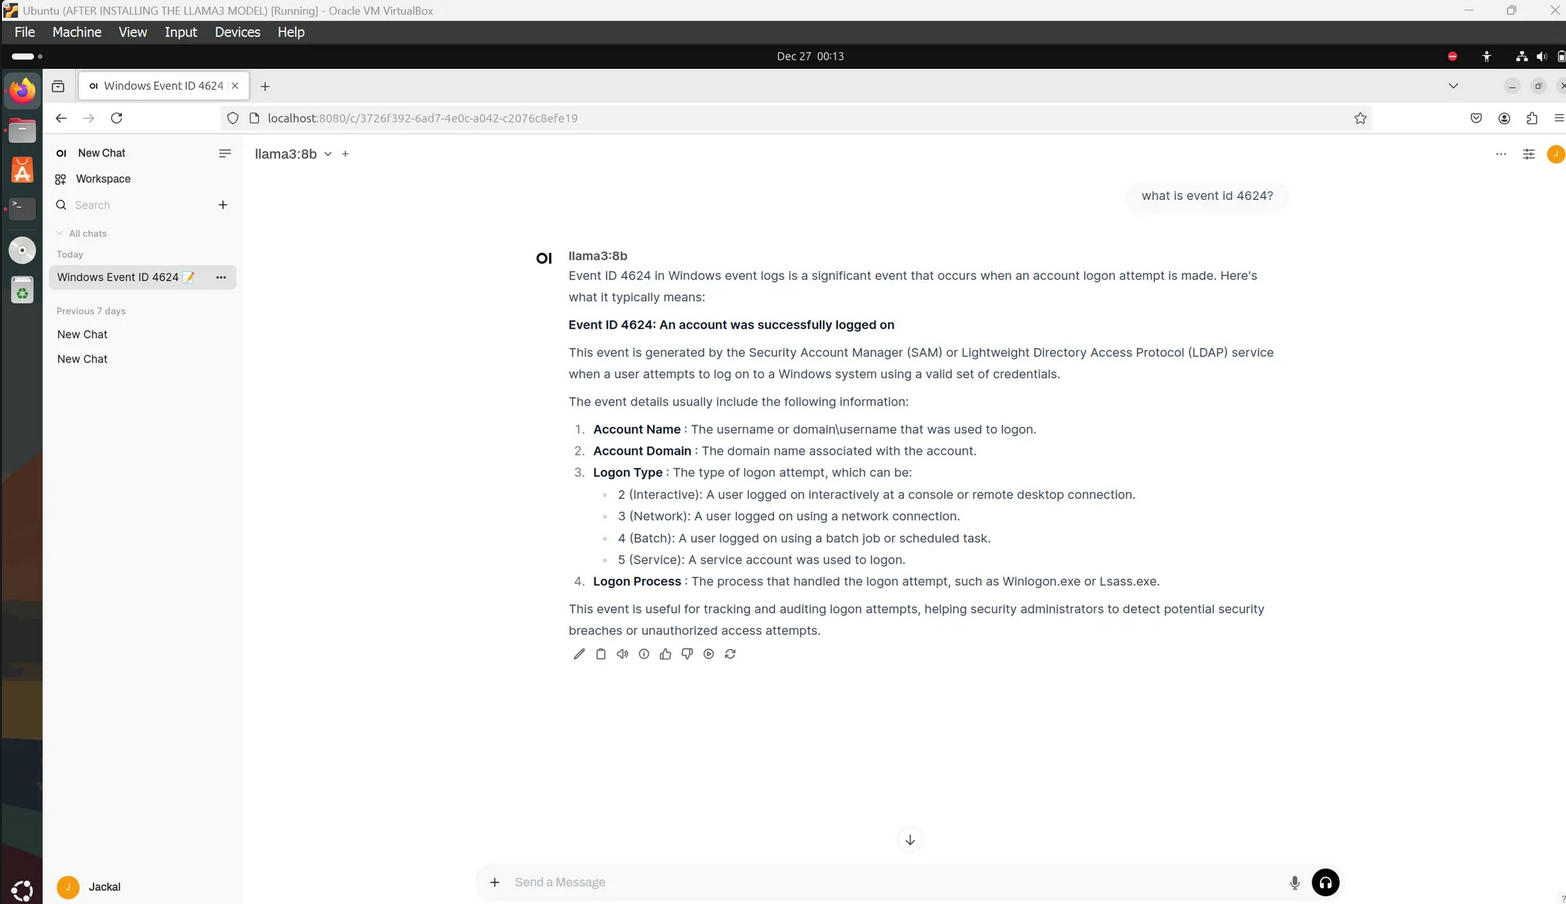 Ubuntu (AFTER INSTALLING THE LLAMA3 MODEL) [Running] - Oracle VM VirtualBox
File Machine View Input Devices Help
Dec 27 00:13
OI Windows Event ID 4624
localhost:8080/c/3726f392-6ad7-4e0c-a042-c2076c8efe19
OI New Chat
Workspace
Search
All chats
Today
Windows Event ID 4624
Previous 7 days
New Chat
New Chat
J Jackal
llama3:8b
J
what is event id 4624?
OI llama3:8b
Event ID 4624 in Windows event logs is a significant event that occurs when an account logon attempt is made. Here's
what it typically means:
Event ID 4624: An account was successfully logged on
This event is generated by the Security Account Manager (SAM) or Lightweight Directory Access Protocol (LDAP) service
when a user attempts to log on to a Windows system using a valid set of credentials.
The event details usually include the following information:
1. Account Name : The username or domain\username that was used to logon.
2. Account Domain : The domain name associated with the account.
3. Logon Type : The type of logon attempt, which can be:
2 (Interactive): A user logged on interactively at a console or remote desktop connection.
3 (Network): A user logged on using a network connection.
4 (Batch): A user logged on using a batch job or scheduled task.
5 (Service): A service account was used to logon.
4. Logon Process : The process that handled the logon attempt, such as Winlogon.exe or Lsass.exe.
This event is useful for tracking and auditing logon attempts, helping security administrators to detect potential security
breaches or unauthorized access attempts.
Send a Message
?